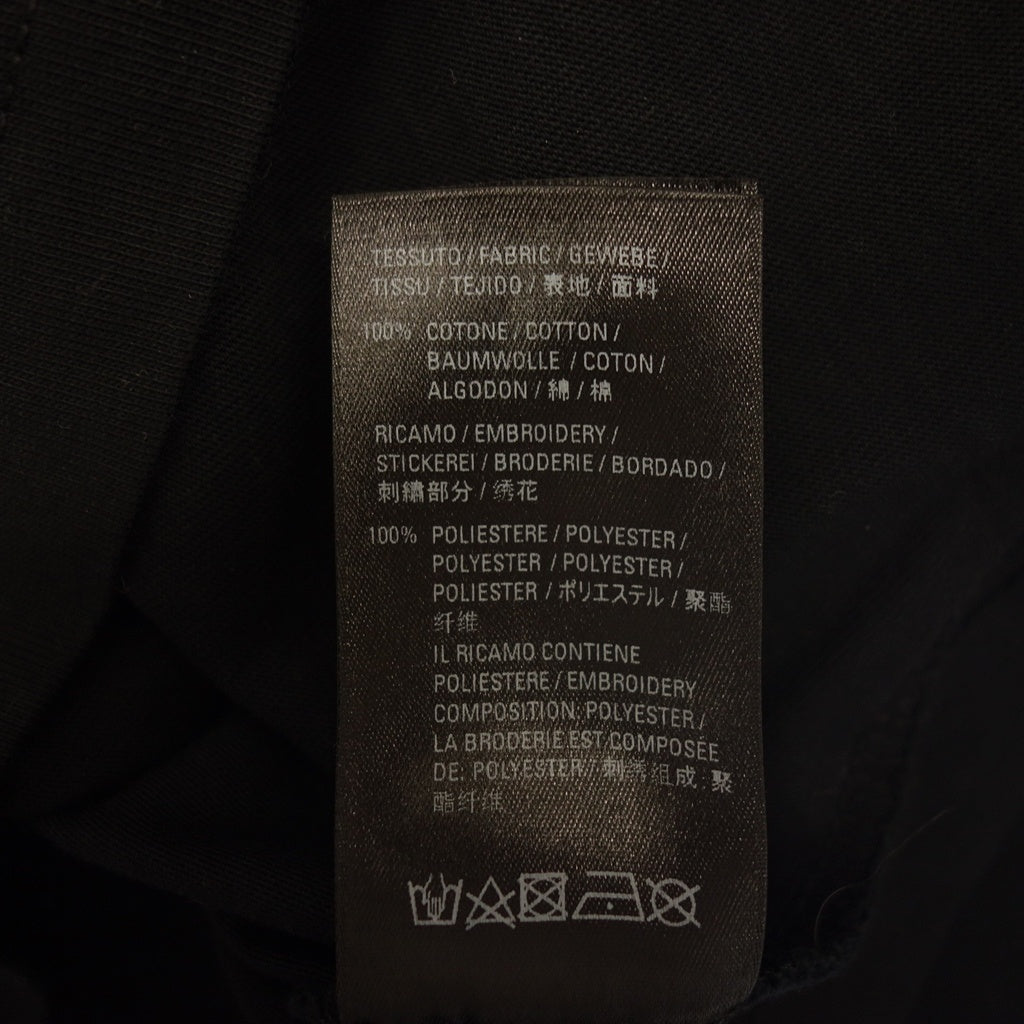 TESSUTO / FABRIC / GEWEBE /
TISSU / TEJIDO / 表地 / 面料
100% COTONE / COTTON /
BAUMWOLLE / COTON /
ALGODON / 綿 / 棉
RICAMO / EMBROIDERY /
STICKEREI / BRODERIE / BORDADO /
刺繍部分 / 绣花
100% POLIESTERE / POLYESTER /
POLYESTER / POLYESTER /
POLIESTER / ポリエステル / 聚酯
纤维
IL RICAMO CONTIENE
POLIESTERE / EMBROIDERY
COMPOSITION: POLYESTER /
LA BRODERIE EST COMPOSÉE
DE: POLYESTER / 刺绣组成: 聚
酯纤维